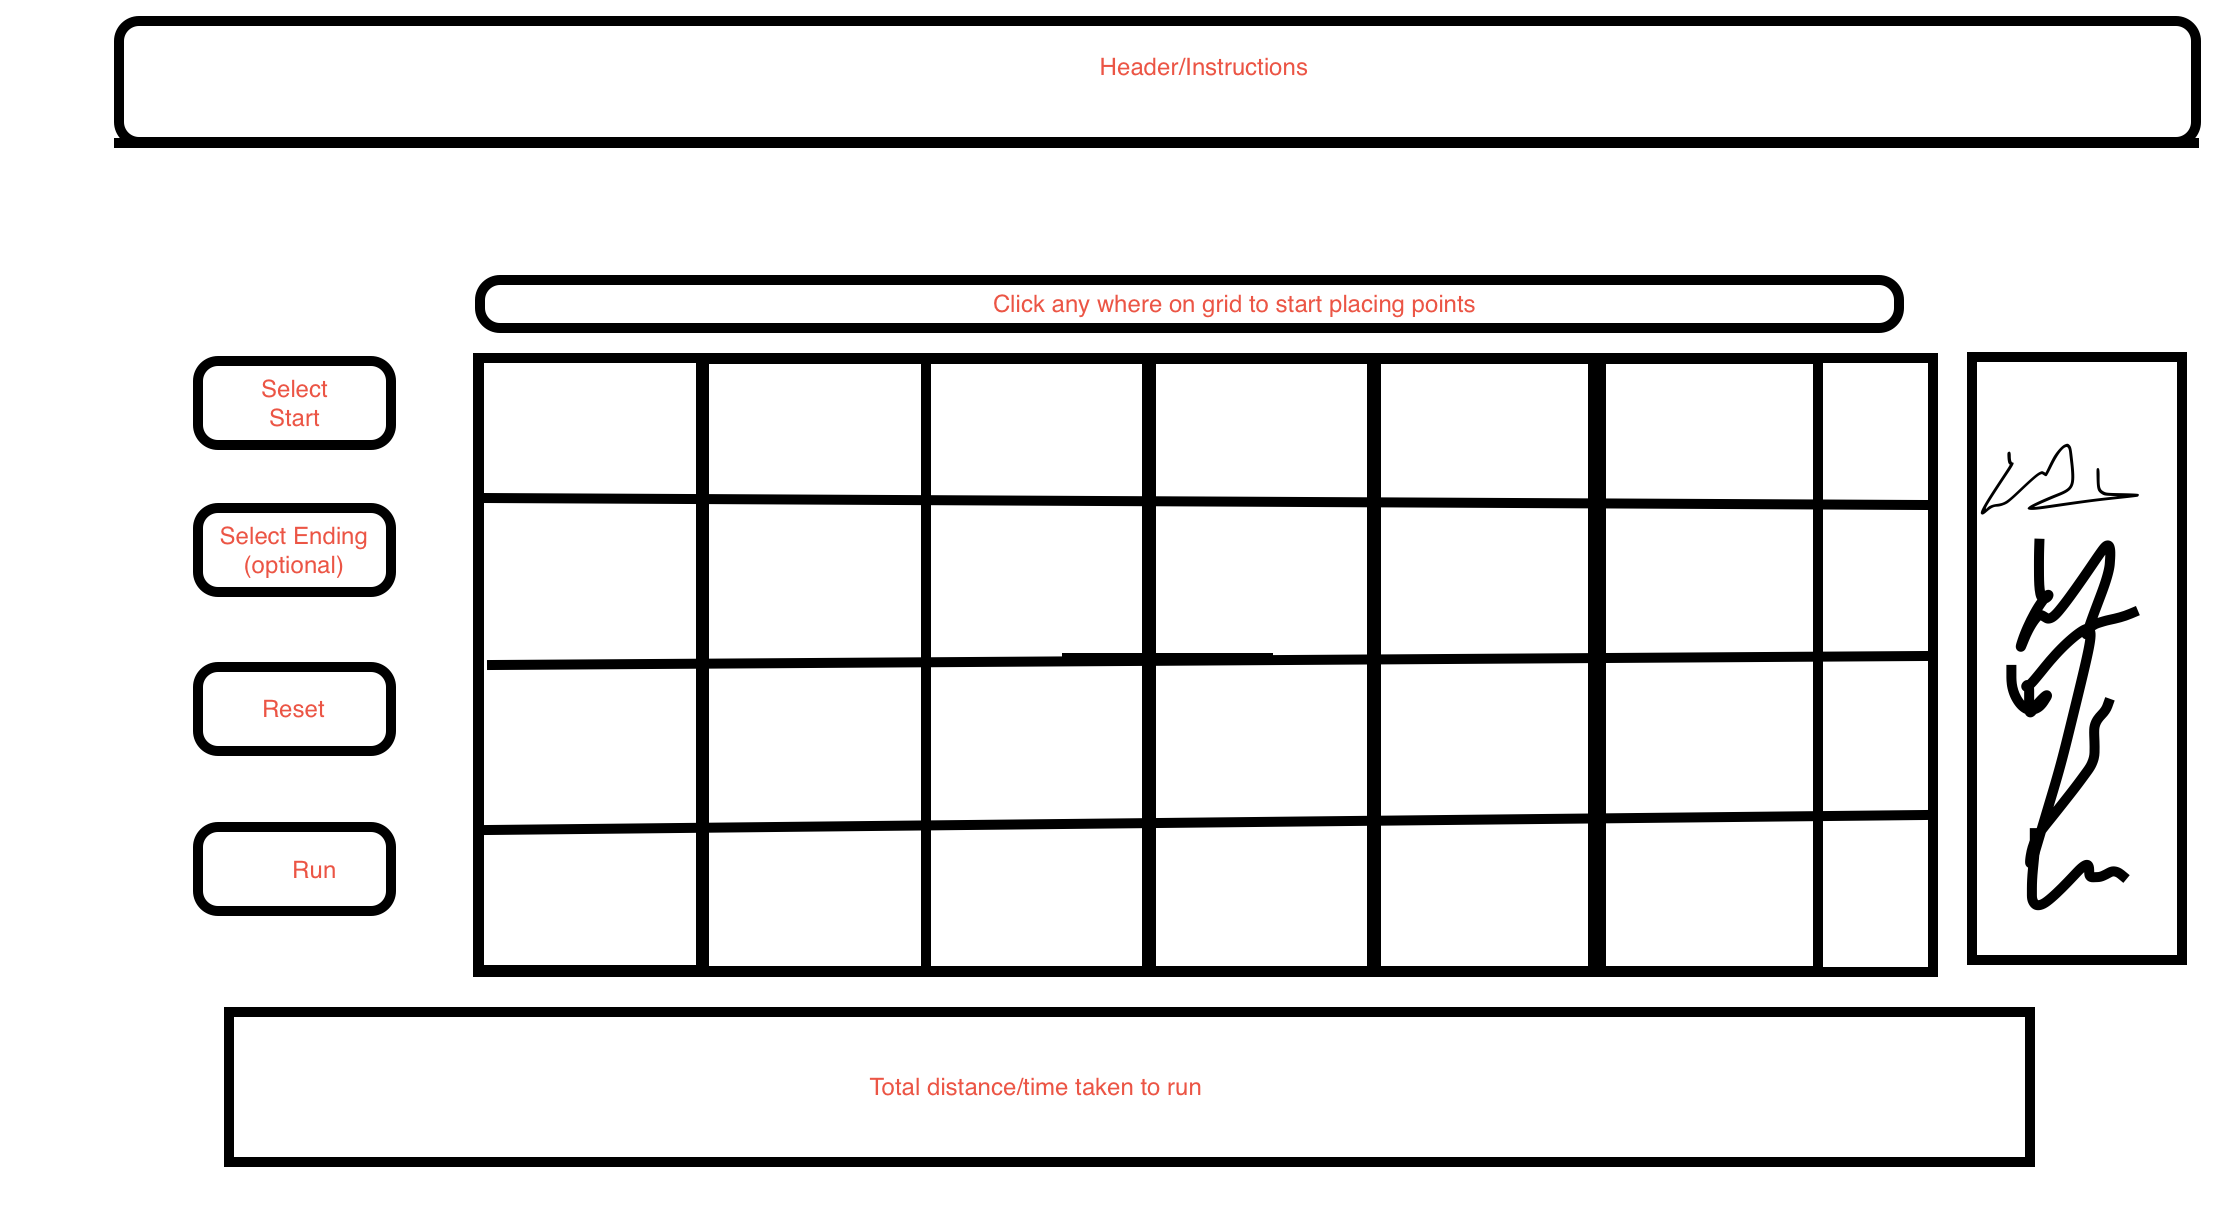 Header/Instructions
Click any where on grid to start placing points
Select
Start
Select Ending
(optional)
Reset
Run
Total distance/time taken to run